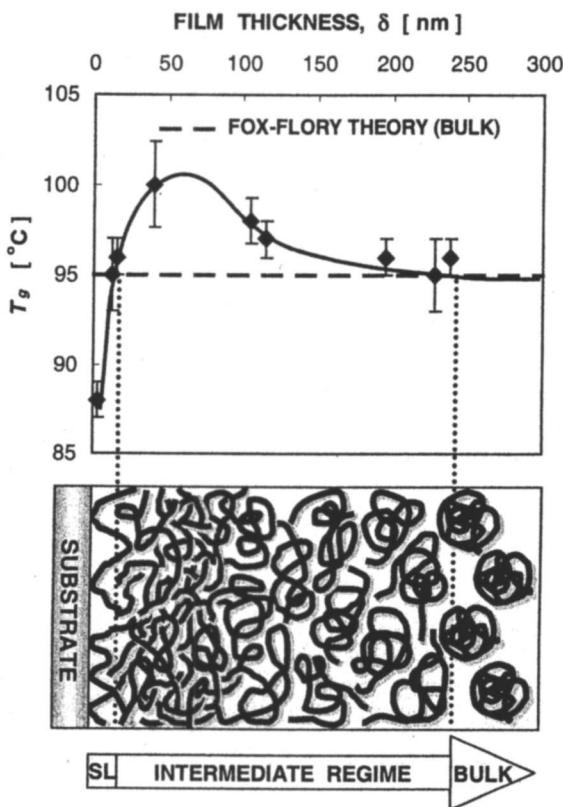 FILM THICKNESS, δ [ nm ]
0 50 100 150 200 250 300
105
FOX-FLORY THEORY (BULK)
100
95
90
85
Tg [ °C ]
SUBSTRATE
SL INTERMEDIATE REGIME BULK